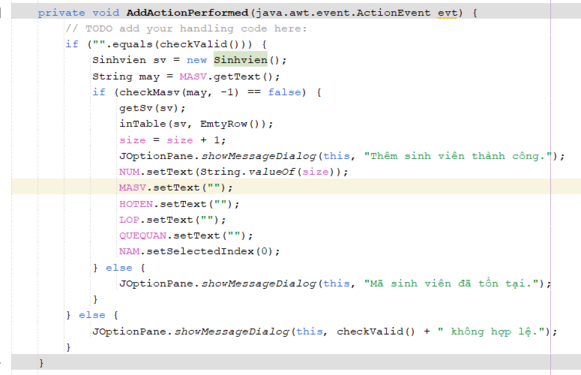 private void AddActionPerformed(java.awt.event.ActionEvent evt) {
// TODO add your handling code here:
if ("".equals(checkValid())) {
Sinhvien sv = new Sinhvien();
String may = MASV.getText();
if (checkMasv(may, -1) == false) {
getSv(sv);
inTable(sv, EmtyRow());
size = size + 1;
JOptionPane.showMessageDialog(this, "Thêm sinh viên thành công.");
NUM.setText(String.valueOf(size));
MASV.setText("");
HOTEN.setText("");
LOP.setText("");
QUEQUAN.setText("");
NAM.setSelectedIndex(0);
} else {
JOptionPane.showMessageDialog(this, "Mã sinh viên đã tồn tại.");
}
} else {
JOptionPane.showMessageDialog(this, checkValid() + " không hợp lệ.");
}
}